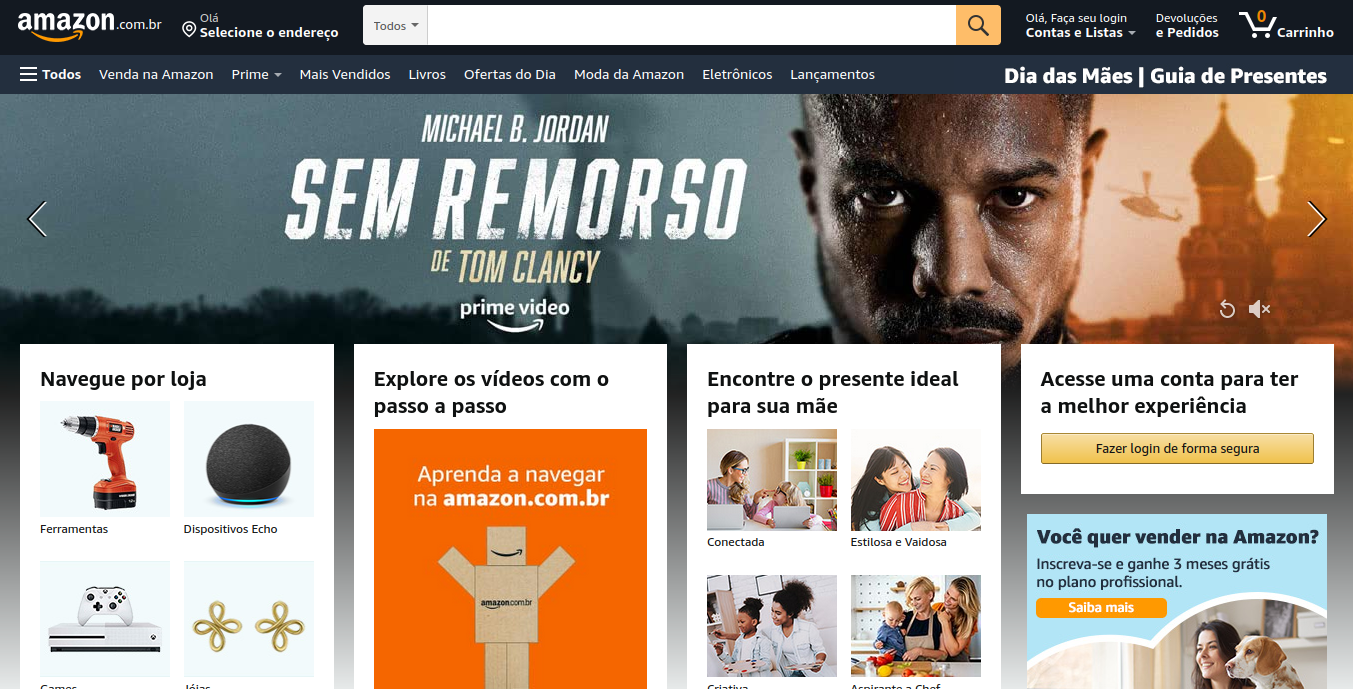 amazon.com.br
Olá
Selecione o endereço
Todos
Olá, Faça seu login
Contas e Listas
Devoluções
e Pedidos
0
Carrinho
Todos
Venda na Amazon
Prime
Mais Vendidos
Livros
Ofertas do Dia
Moda da Amazon
Eletrônicos
Lançamentos
Dia das Mães | Guia de Presentes
MICHAEL B. JORDAN
SEM REMORSO
DE TOM CLANCY
prime video
Navegue por loja
Ferramentas
Dispositivos Echo
Games
Jóias
Explore os vídeos com o
passo a passo
Aprenda a navegar
na amazon.com.br
amazon.com.br
Encontre o presente ideal
para sua mãe
Conectada
Estilosa e Vaidosa
Criativa
Aspirante a Chef
Acesse uma conta para ter
a melhor experiência
Fazer login de forma segura
Você quer vender na Amazon?
Inscreva-se e ganhe 3 meses grátis
no plano profissional.
Saiba mais